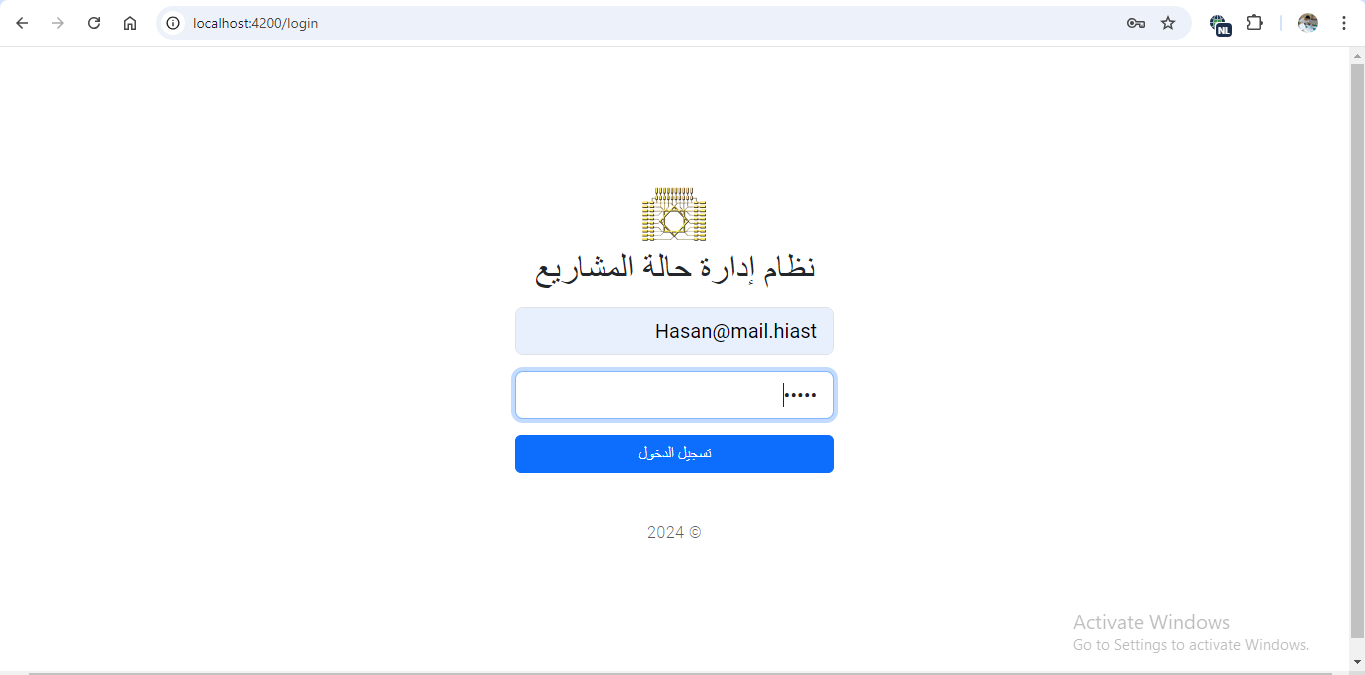 localhost:4200/login
NL
نظام إدارة حالة المشاريع
Hasan@mail.hiast
•••••
تسجيل الدخول
2024 ©
Activate Windows
Go to Settings to activate Windows.